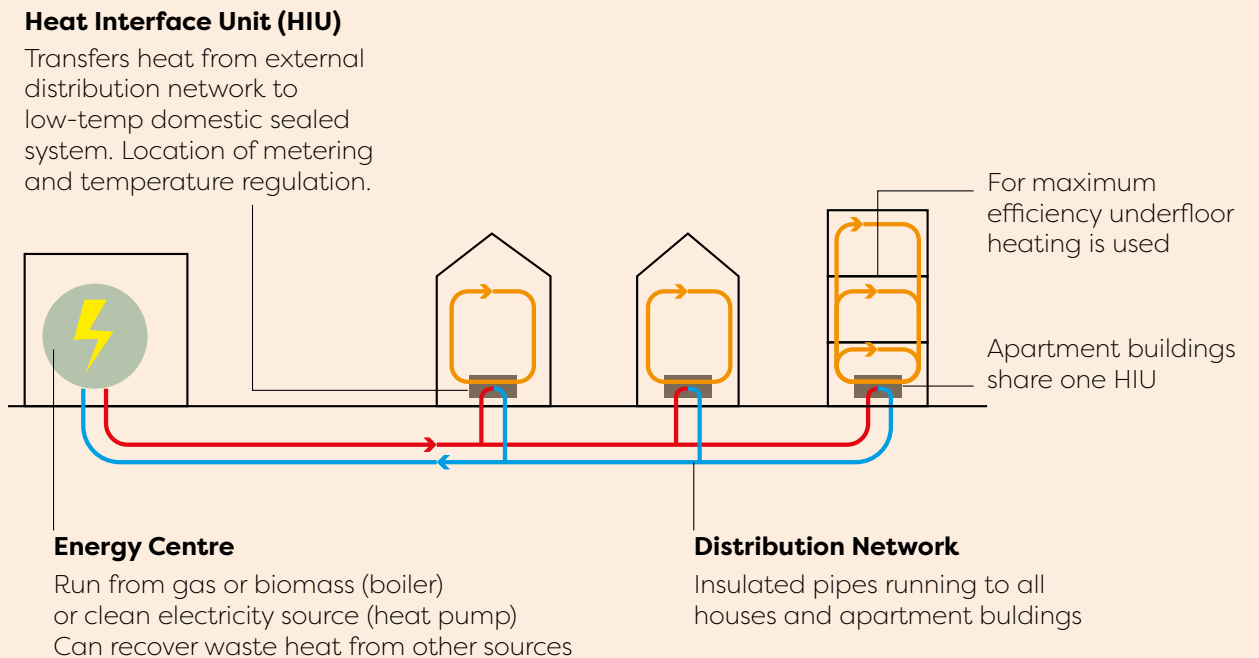 Heat Interface Unit (HIU)
Transfers heat from external
distribution network to
low-temp domestic sealed
system. Location of metering
and temperature regulation.
For maximum
efficiency underfloor
heating is used
Apartment buildings
share one HIU
Energy Centre
Run from gas or biomass (boiler)
or clean electricity source (heat pump)
Can recover waste heat from other sources
Distribution Network
Insulated pipes running to all
houses and apartment buldings